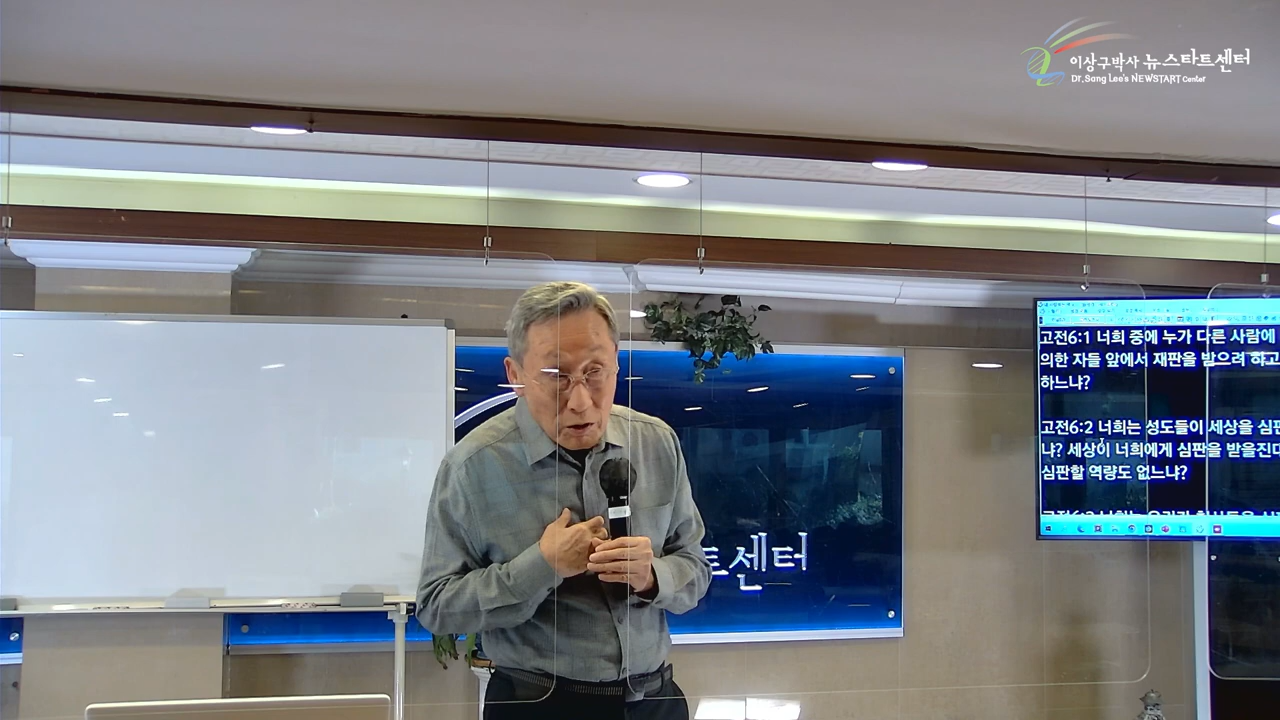 이상구박사 뉴스타트센터
Dr. Sang Lee's NEWSTART Center
고전6:1 너희 중에 누가 다른 사람에
의한 자들 앞에서 재판을 받으려 하고
하느냐?
고전6:2 너희는 성도들이 세상을 심판
냐? 세상이 너희에게 심판을 받을진대
심판할 역량도 없느냐?
트센터